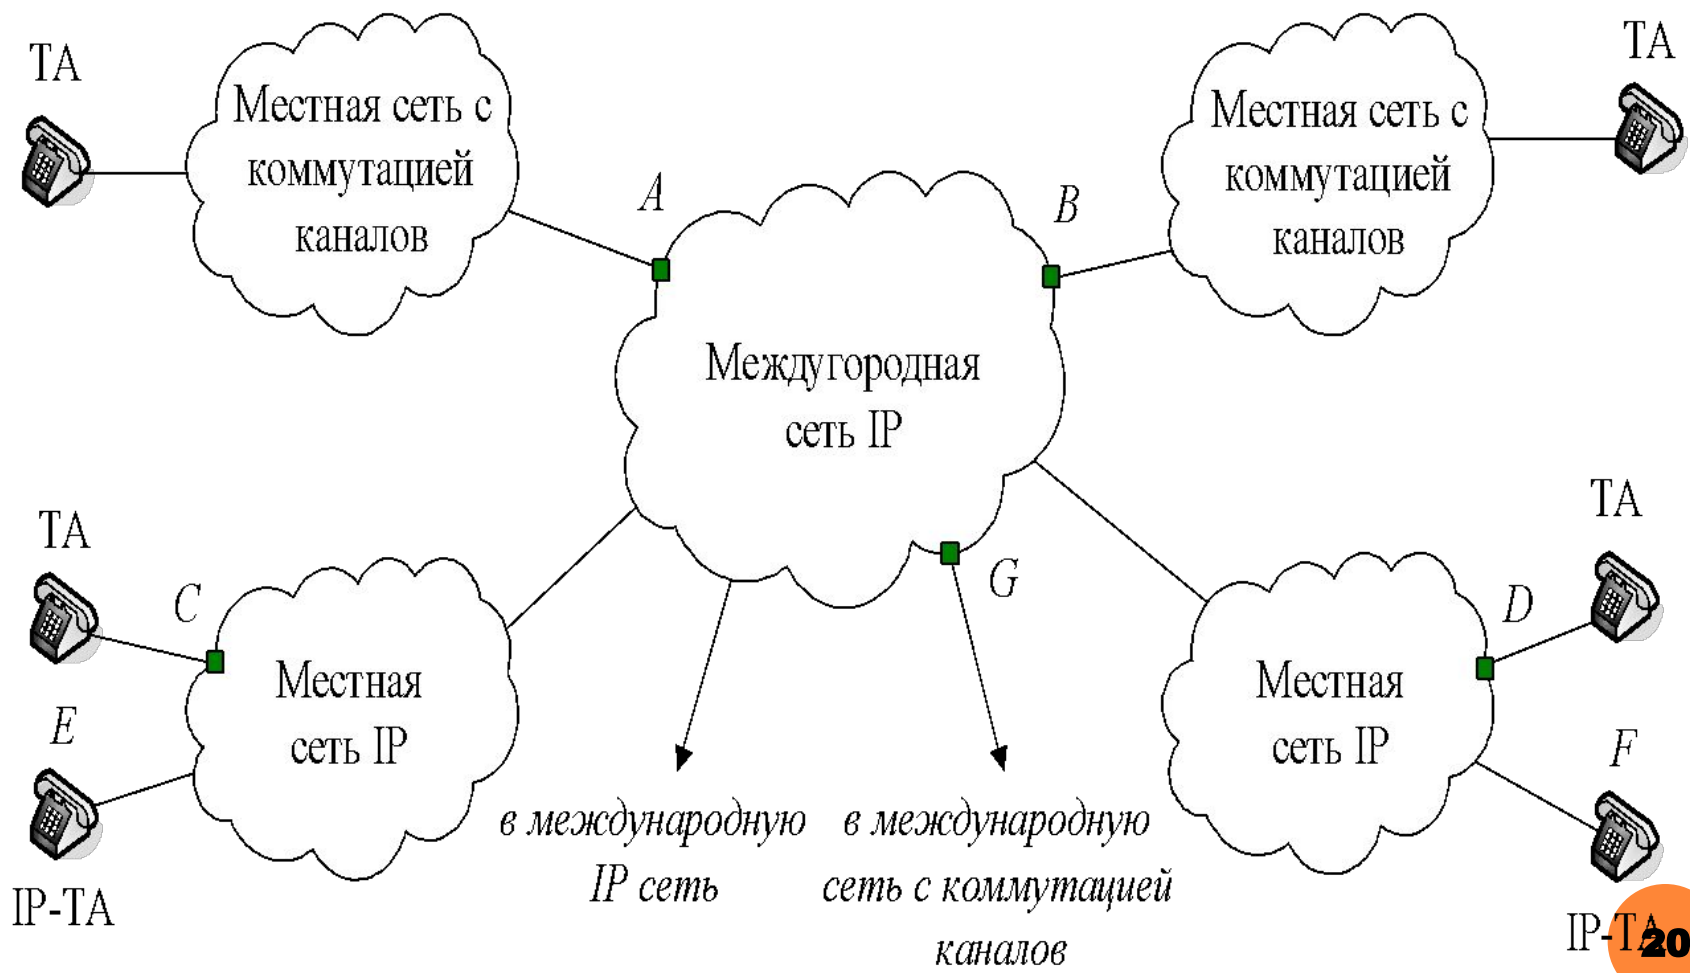 ТА
Местная сеть с
коммутацией
каналов
A
B
Местная сеть с
коммутацией
каналов
ТА
Междугородная
сеть IP
ТА
C
E
IP-ТА
Местная
сеть IP
G
в международную
IP сеть
в международную
сеть с коммутацией
каналов
Местная
сеть IP
D
ТА
F
IP-ТА
20